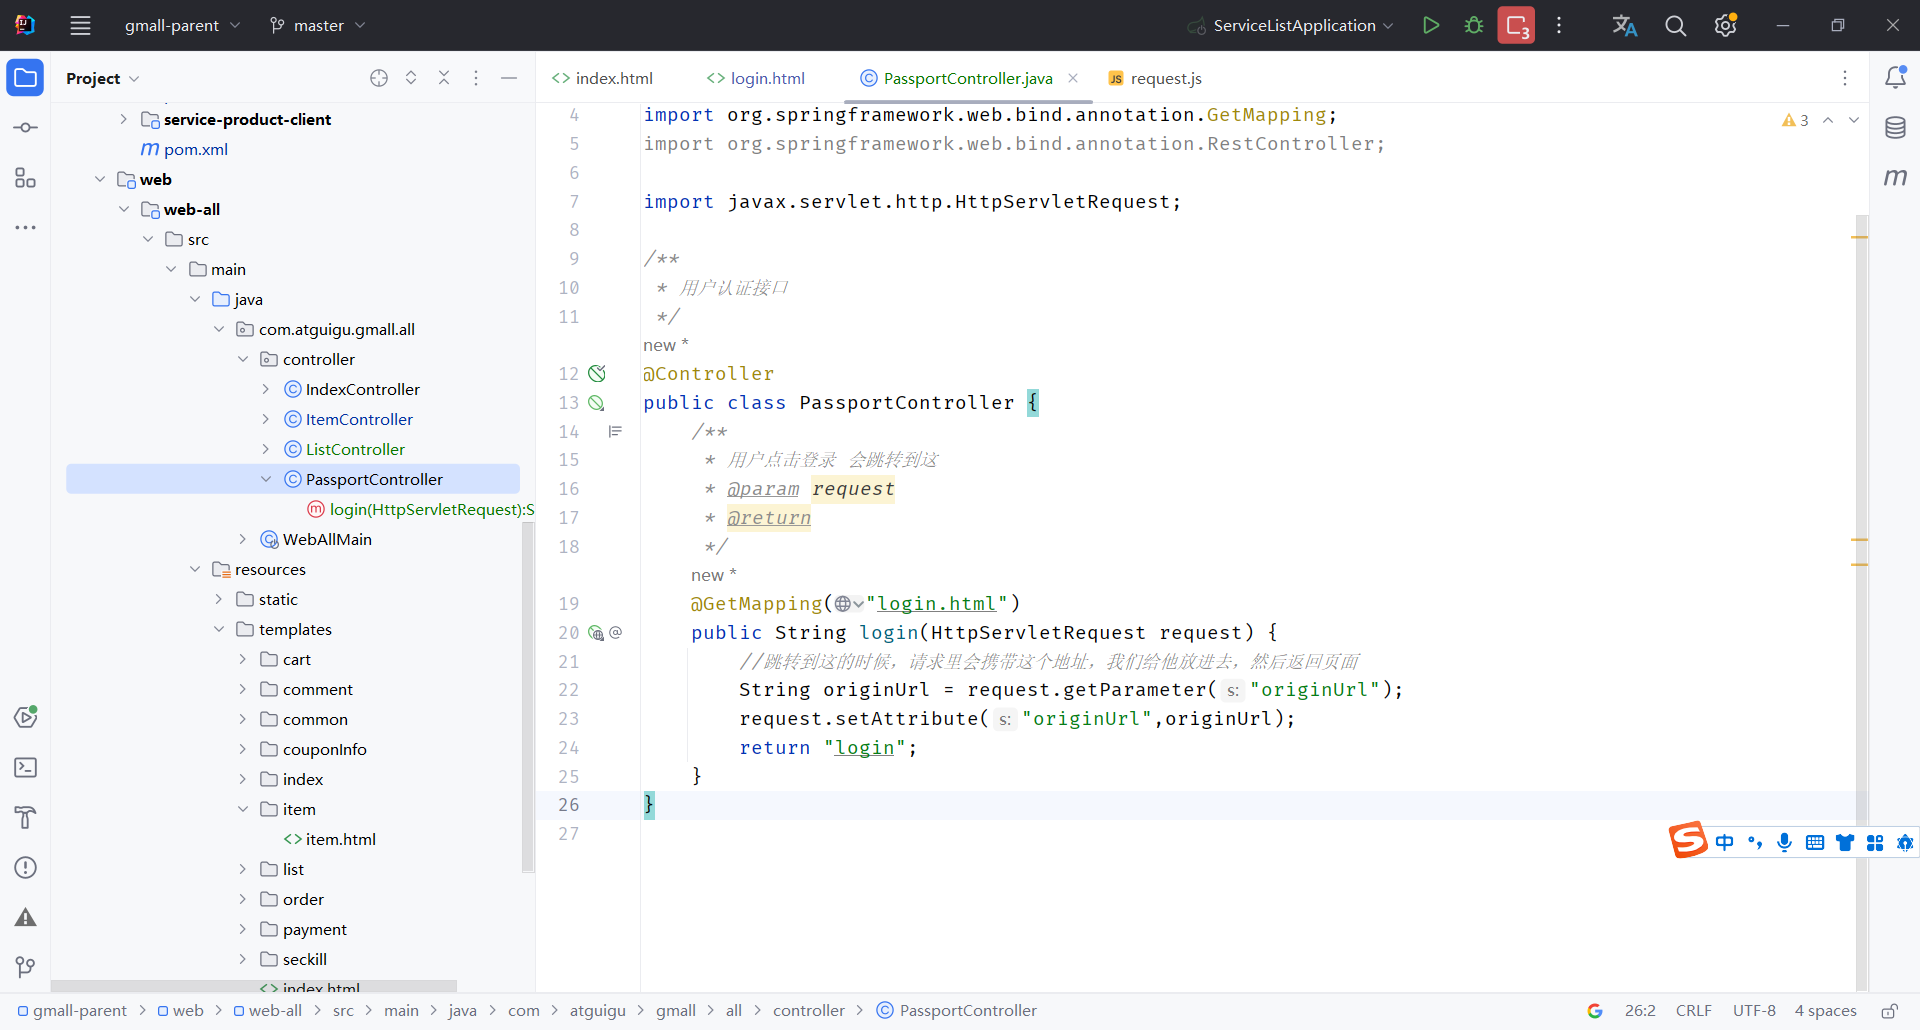 gmall-parent master ServiceListApplication 3
Project
index.html login.html PassportController.java request.js
service-product-client
pom.xml
web
web-all
src
main
java
com.atguigu.gmall.all
controller
IndexController
ItemController
ListController
PassportController
login(HttpServletRequest):S
WebAllMain
resources
static
templates
cart
comment
common
couponInfo
index
item
item.html
list
order
payment
seckill
index.html
3
4 import org.springframework.web.bind.annotation.GetMapping;
5 import org.springframework.web.bind.annotation.RestController;
6
7 import javax.servlet.http.HttpServletRequest;
8
9 /**
10 * 用户认证接口
11 */
new *
12 @Controller
13 public class PassportController {
14 /**
15 * 用户点击登录 会跳转到这
16 * @param request
17 * @return
18 */
new *
19 @GetMapping("login.html")
20 public String login(HttpServletRequest request) {
21 //跳转到这的时候，请求里会携带这个地址，我们给他放进去，然后返回页面
22 String originUrl = request.getParameter( s: "originUrl");
23 request.setAttribute( s: "originUrl",originUrl);
24 return "login";
25 }
26 }
27
中
gmall-parent web web-all src main java com atguigu gmall all controller PassportController 26:2 CRLF UTF-8 4 spaces